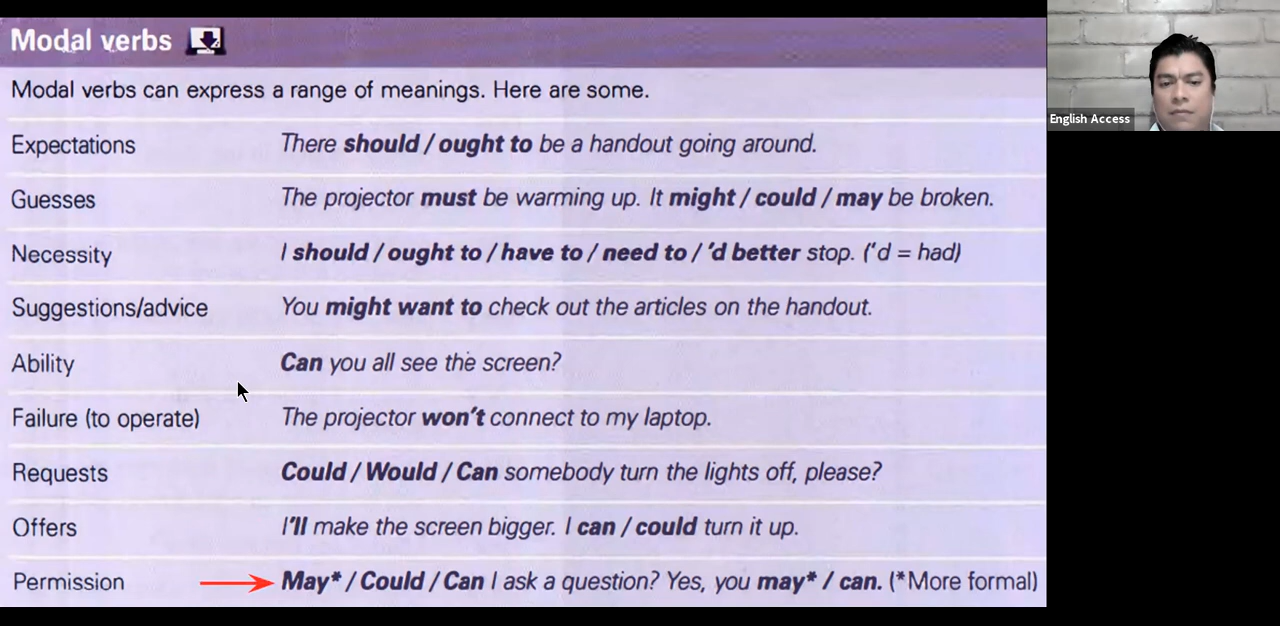 Modal verbs
Modal verbs can express a range of meanings. Here are some.
Expectations There should / ought to be a handout going around.
Guesses The projector must be warming up. It might / could / may be broken.
Necessity I should / ought to / have to / need to / 'd better stop. ('d = had)
Suggestions/advice You might want to check out the articles on the handout.
Ability Can you all see the screen?
Failure (to operate) The projector won't connect to my laptop.
Requests Could / Would / Can somebody turn the lights off, please?
Offers I'll make the screen bigger. I can / could turn it up.
Permission May* / Could / Can I ask a question? Yes, you may* / can. (*More formal)
English Access